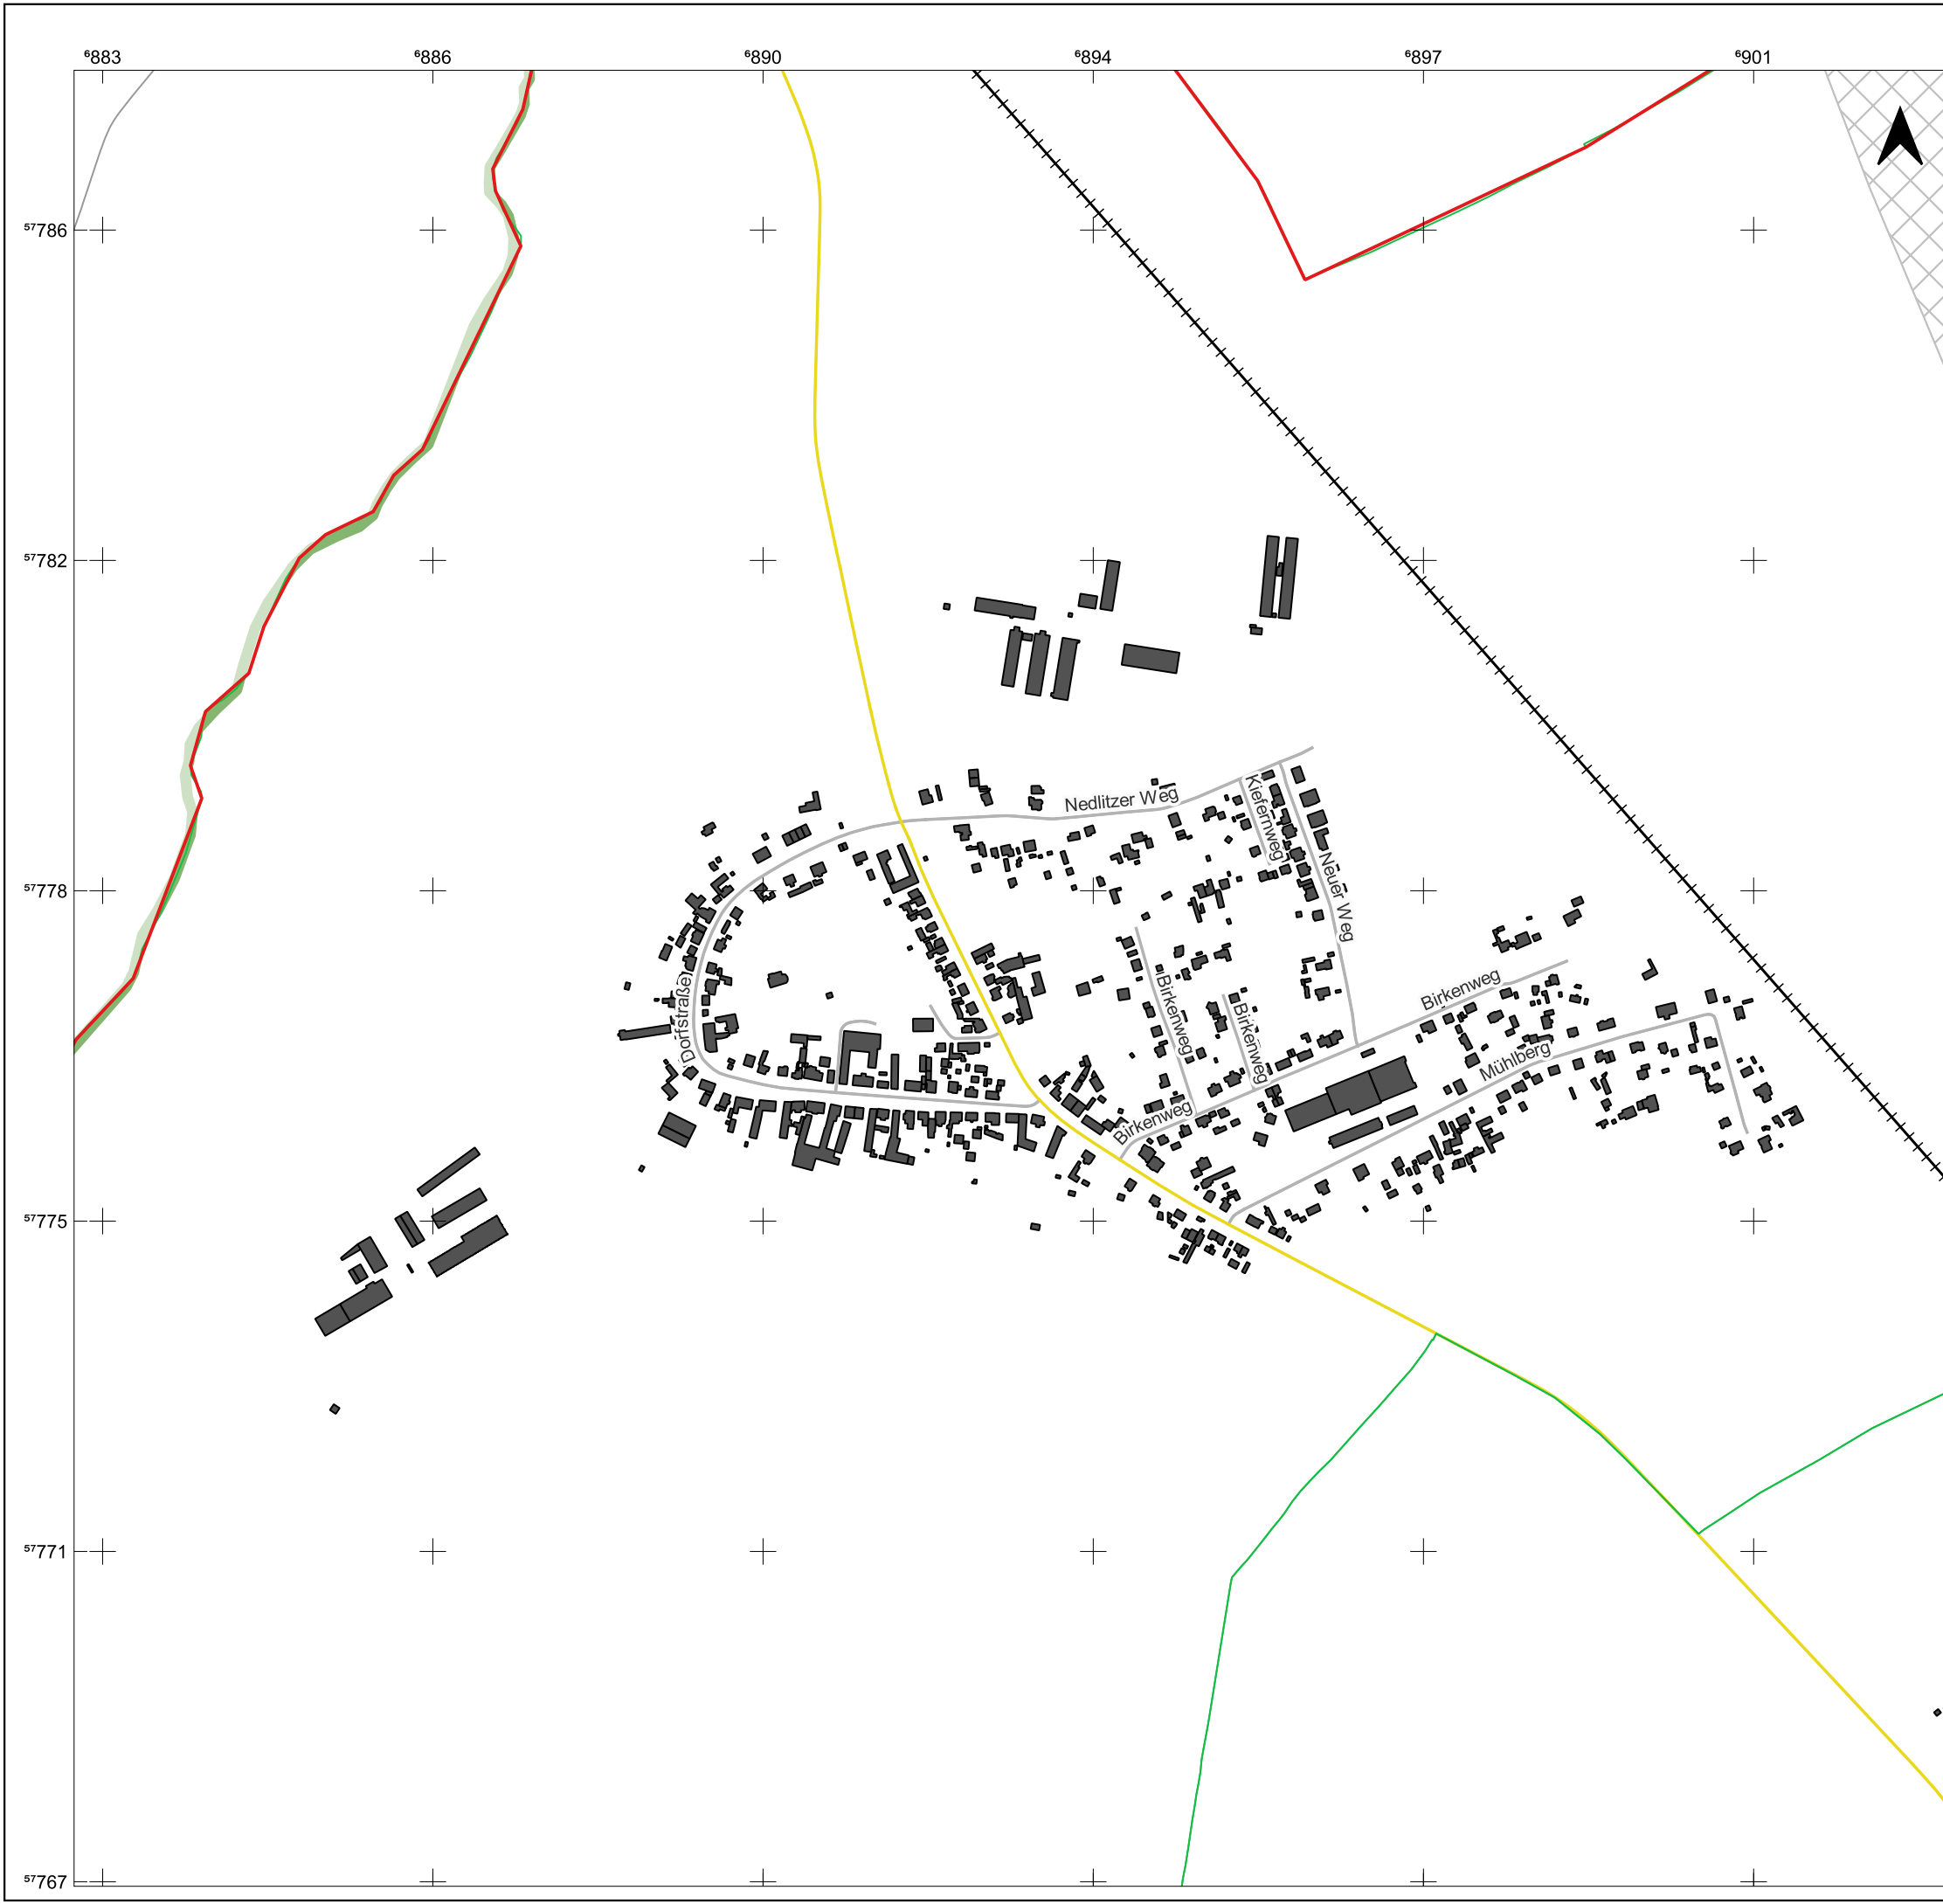 ⁶883 ⁶886 ⁶890 ⁶894 ⁶897 ⁶901
⁵⁷786
⁵⁷782
Nedlitzer Weg
Kiefernweg
⁵⁷778
Neuer Weg
Dorfstraße
Birkenweg
Birkenweg
Birkenweg
Mühlberg
Birkenweg
⁵⁷775
⁵⁷771
⁵⁷767